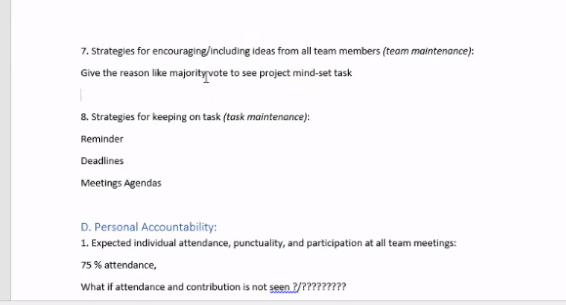 7. Strategies for encouraging/including ideas from all team members (team maintenance):
Give the reason like majority vote to see project mind-set task
8. Strategies for keeping on task (task maintenance):
Reminder
Deadlines
Meetings Agendas
D. Personal Accountability:
1. Expected individual attendance, punctuality, and participation at all team meetings:
75 % attendance,
What if attendance and contribution is not seen ?/?????????